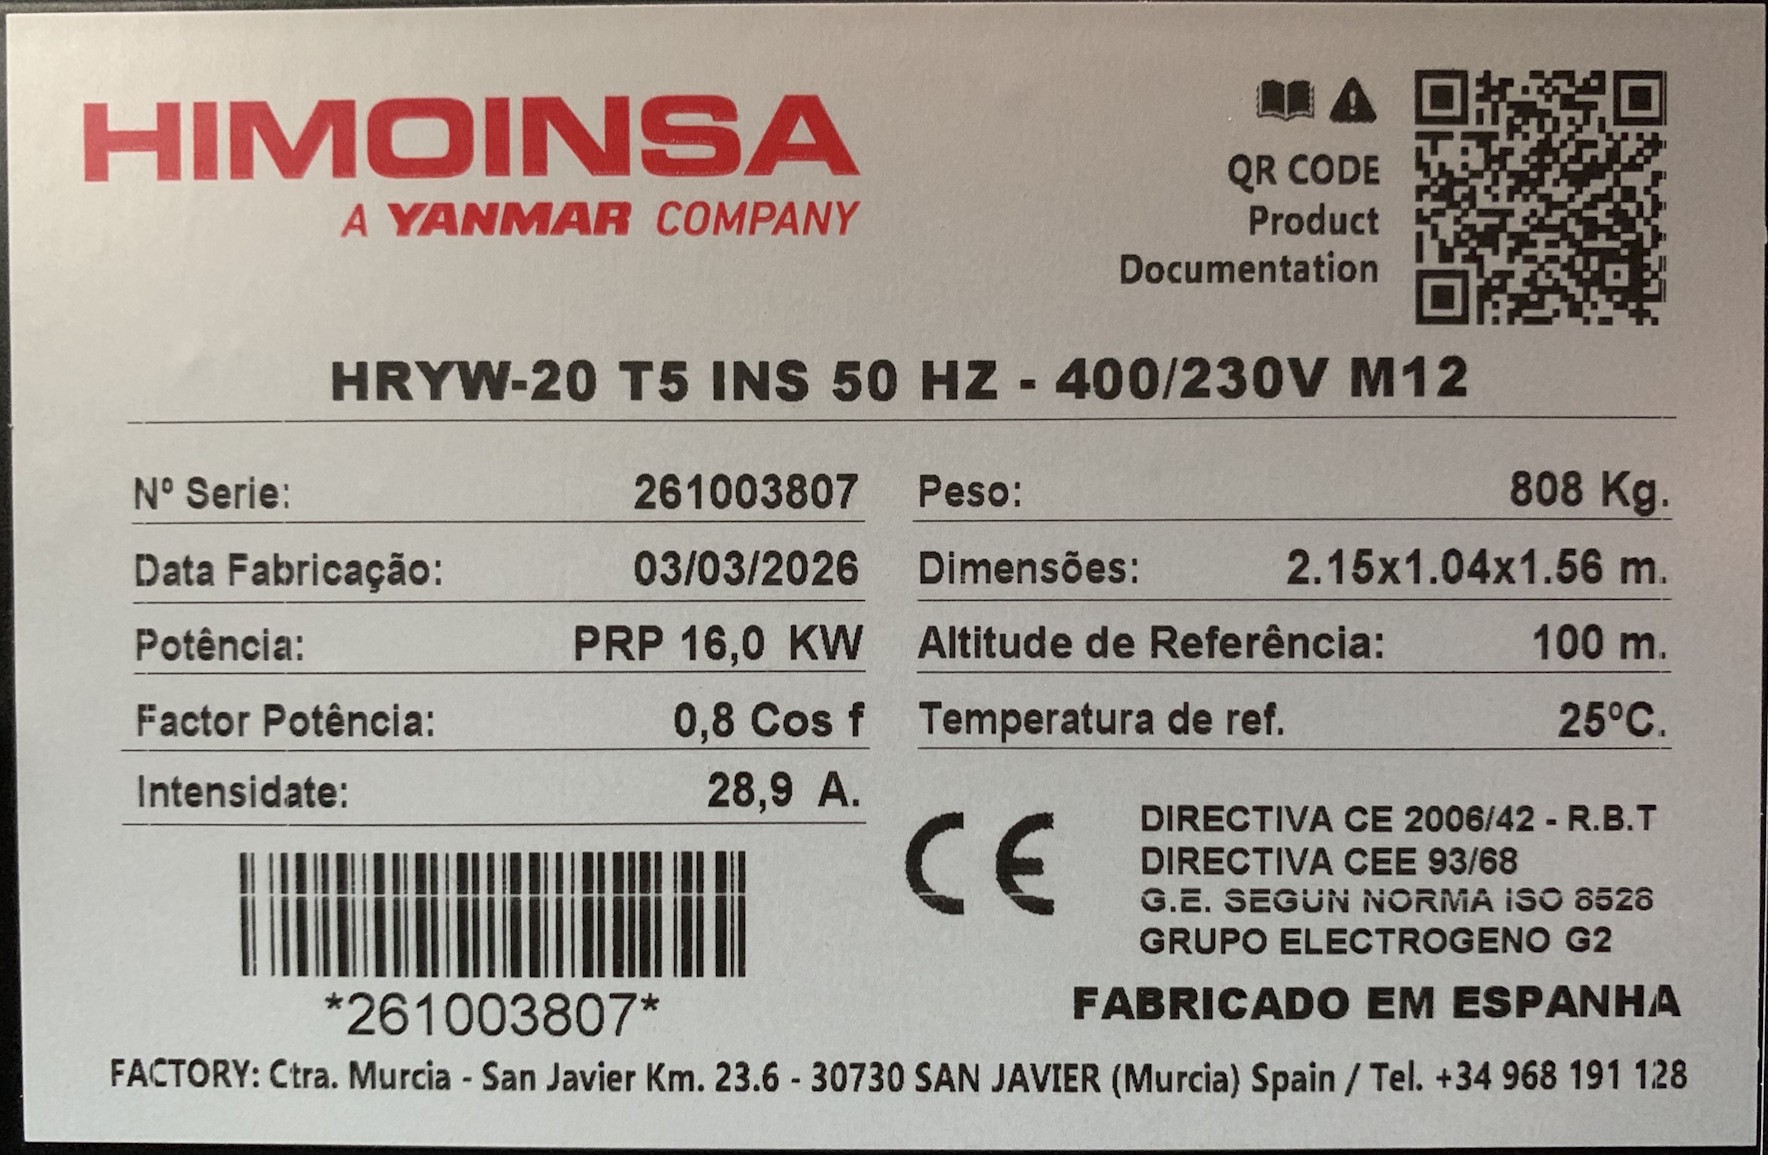 HIMOINSA
A YANMAR COMPANY
QR CODE
Product
Documentation
HRYW-20 T5 INS 50 HZ - 400/230V M12
Nº Serie: 261003807
Peso: 808 Kg.
Data Fabricação: 03/03/2026
Dimensões: 2.15x1.04x1.56 m.
Potência: PRP 16,0 KW
Altitude de Referência: 100 m.
Factor Potência: 0,8 Cos f
Temperatura de ref. 25ºC.
Intensidate: 28,9 A.
CE
DIRECTIVA CE 2006/42 - R.B.T
DIRECTIVA CEE 93/68
G.E. SEGUN NORMA ISO 8528
GRUPO ELECTROGENO G2
*261003807*
FABRICADO EM ESPANHA
FACTORY: Ctra. Murcia - San Javier Km. 23.6 - 30730 SAN JAVIER (Murcia) Spain / Tel. +34 968 191 128